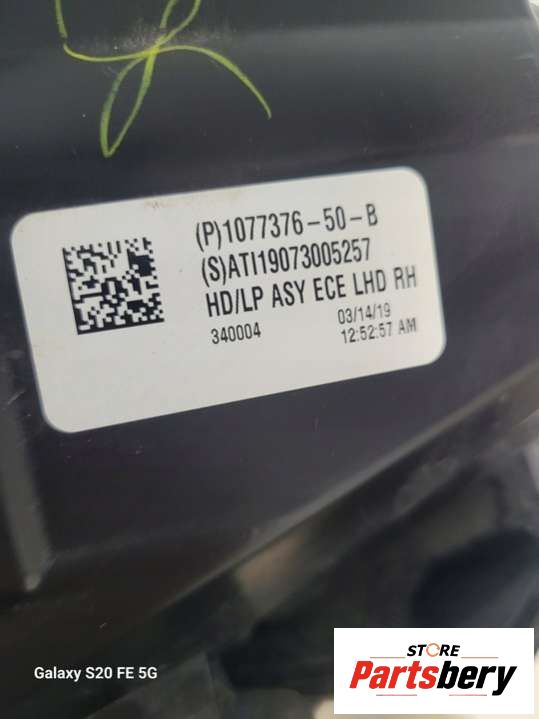 (P)1077376-50-B
(S)ATI19073005257
HD/LP ASY ECE LHD RH
340004
03/14/19
12:52:57 AM
STORE
Partsbery
Galaxy S20 FE 5G